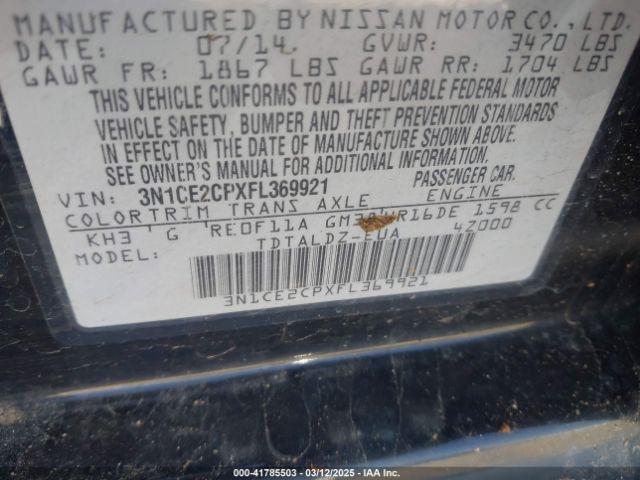 MANUFACTURED BY NISSAN MOTOR CO., LTD.
DATE: 07/14 GVWR: 3470 LBS
GAWR FR: 1867 LBS GAWR RR: 1704 LBS
THIS VEHICLE CONFORMS TO ALL APPLICABLE FEDERAL MOTOR
VEHICLE SAFETY, BUMPER AND THEFT PREVENTION STANDARDS
IN EFFECT ON THE DATE OF MANUFACTURE SHOWN ABOVE.
SEE OWNER'S MANUAL FOR ADDITIONAL INFORMATION.
VIN: 3N1CE2CPXFL369921 PASSENGER CAR.
COLOR TRIM TRANS AXLE ENGINE
KH3 G RE0F11A R16DE 1598 CC
MODEL: TDTALDZ-EUA 4Z000
3N1CE2CPXFL369921
000-41785503 — 03/12/2025 — IAA Inc.